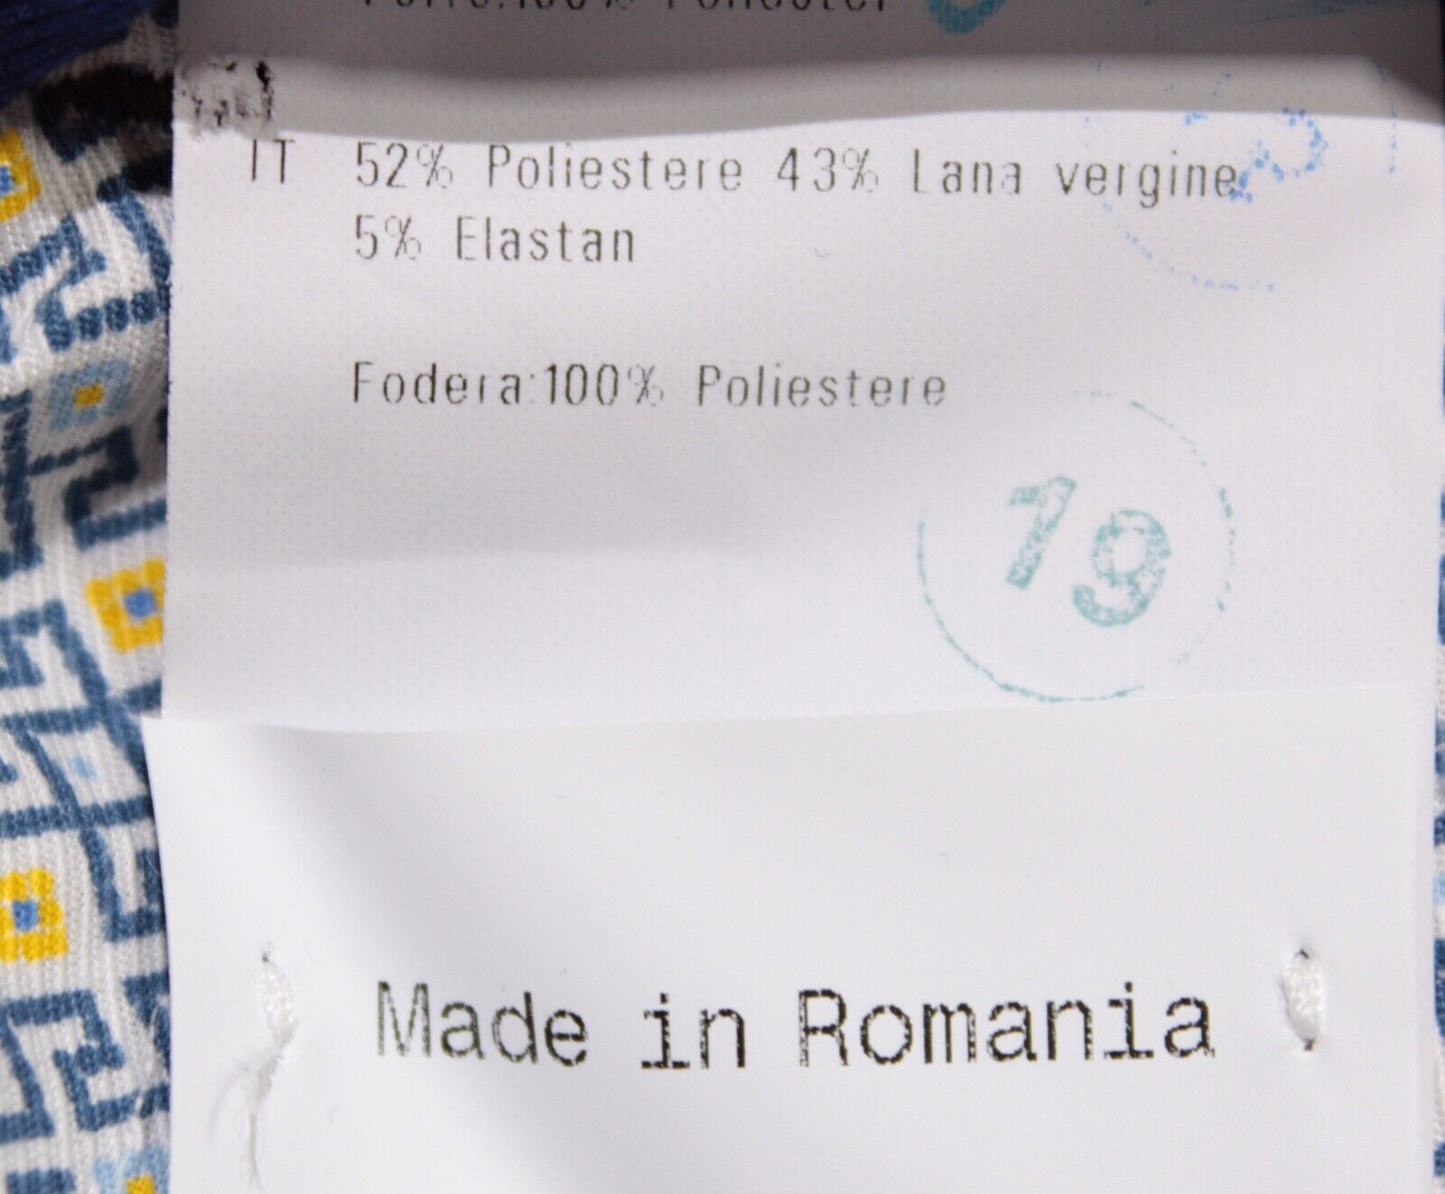 IT 52% Poliestere 43% Lana vergine
5% Elastan
Fodera:100% Poliestere
19
Made in Romania